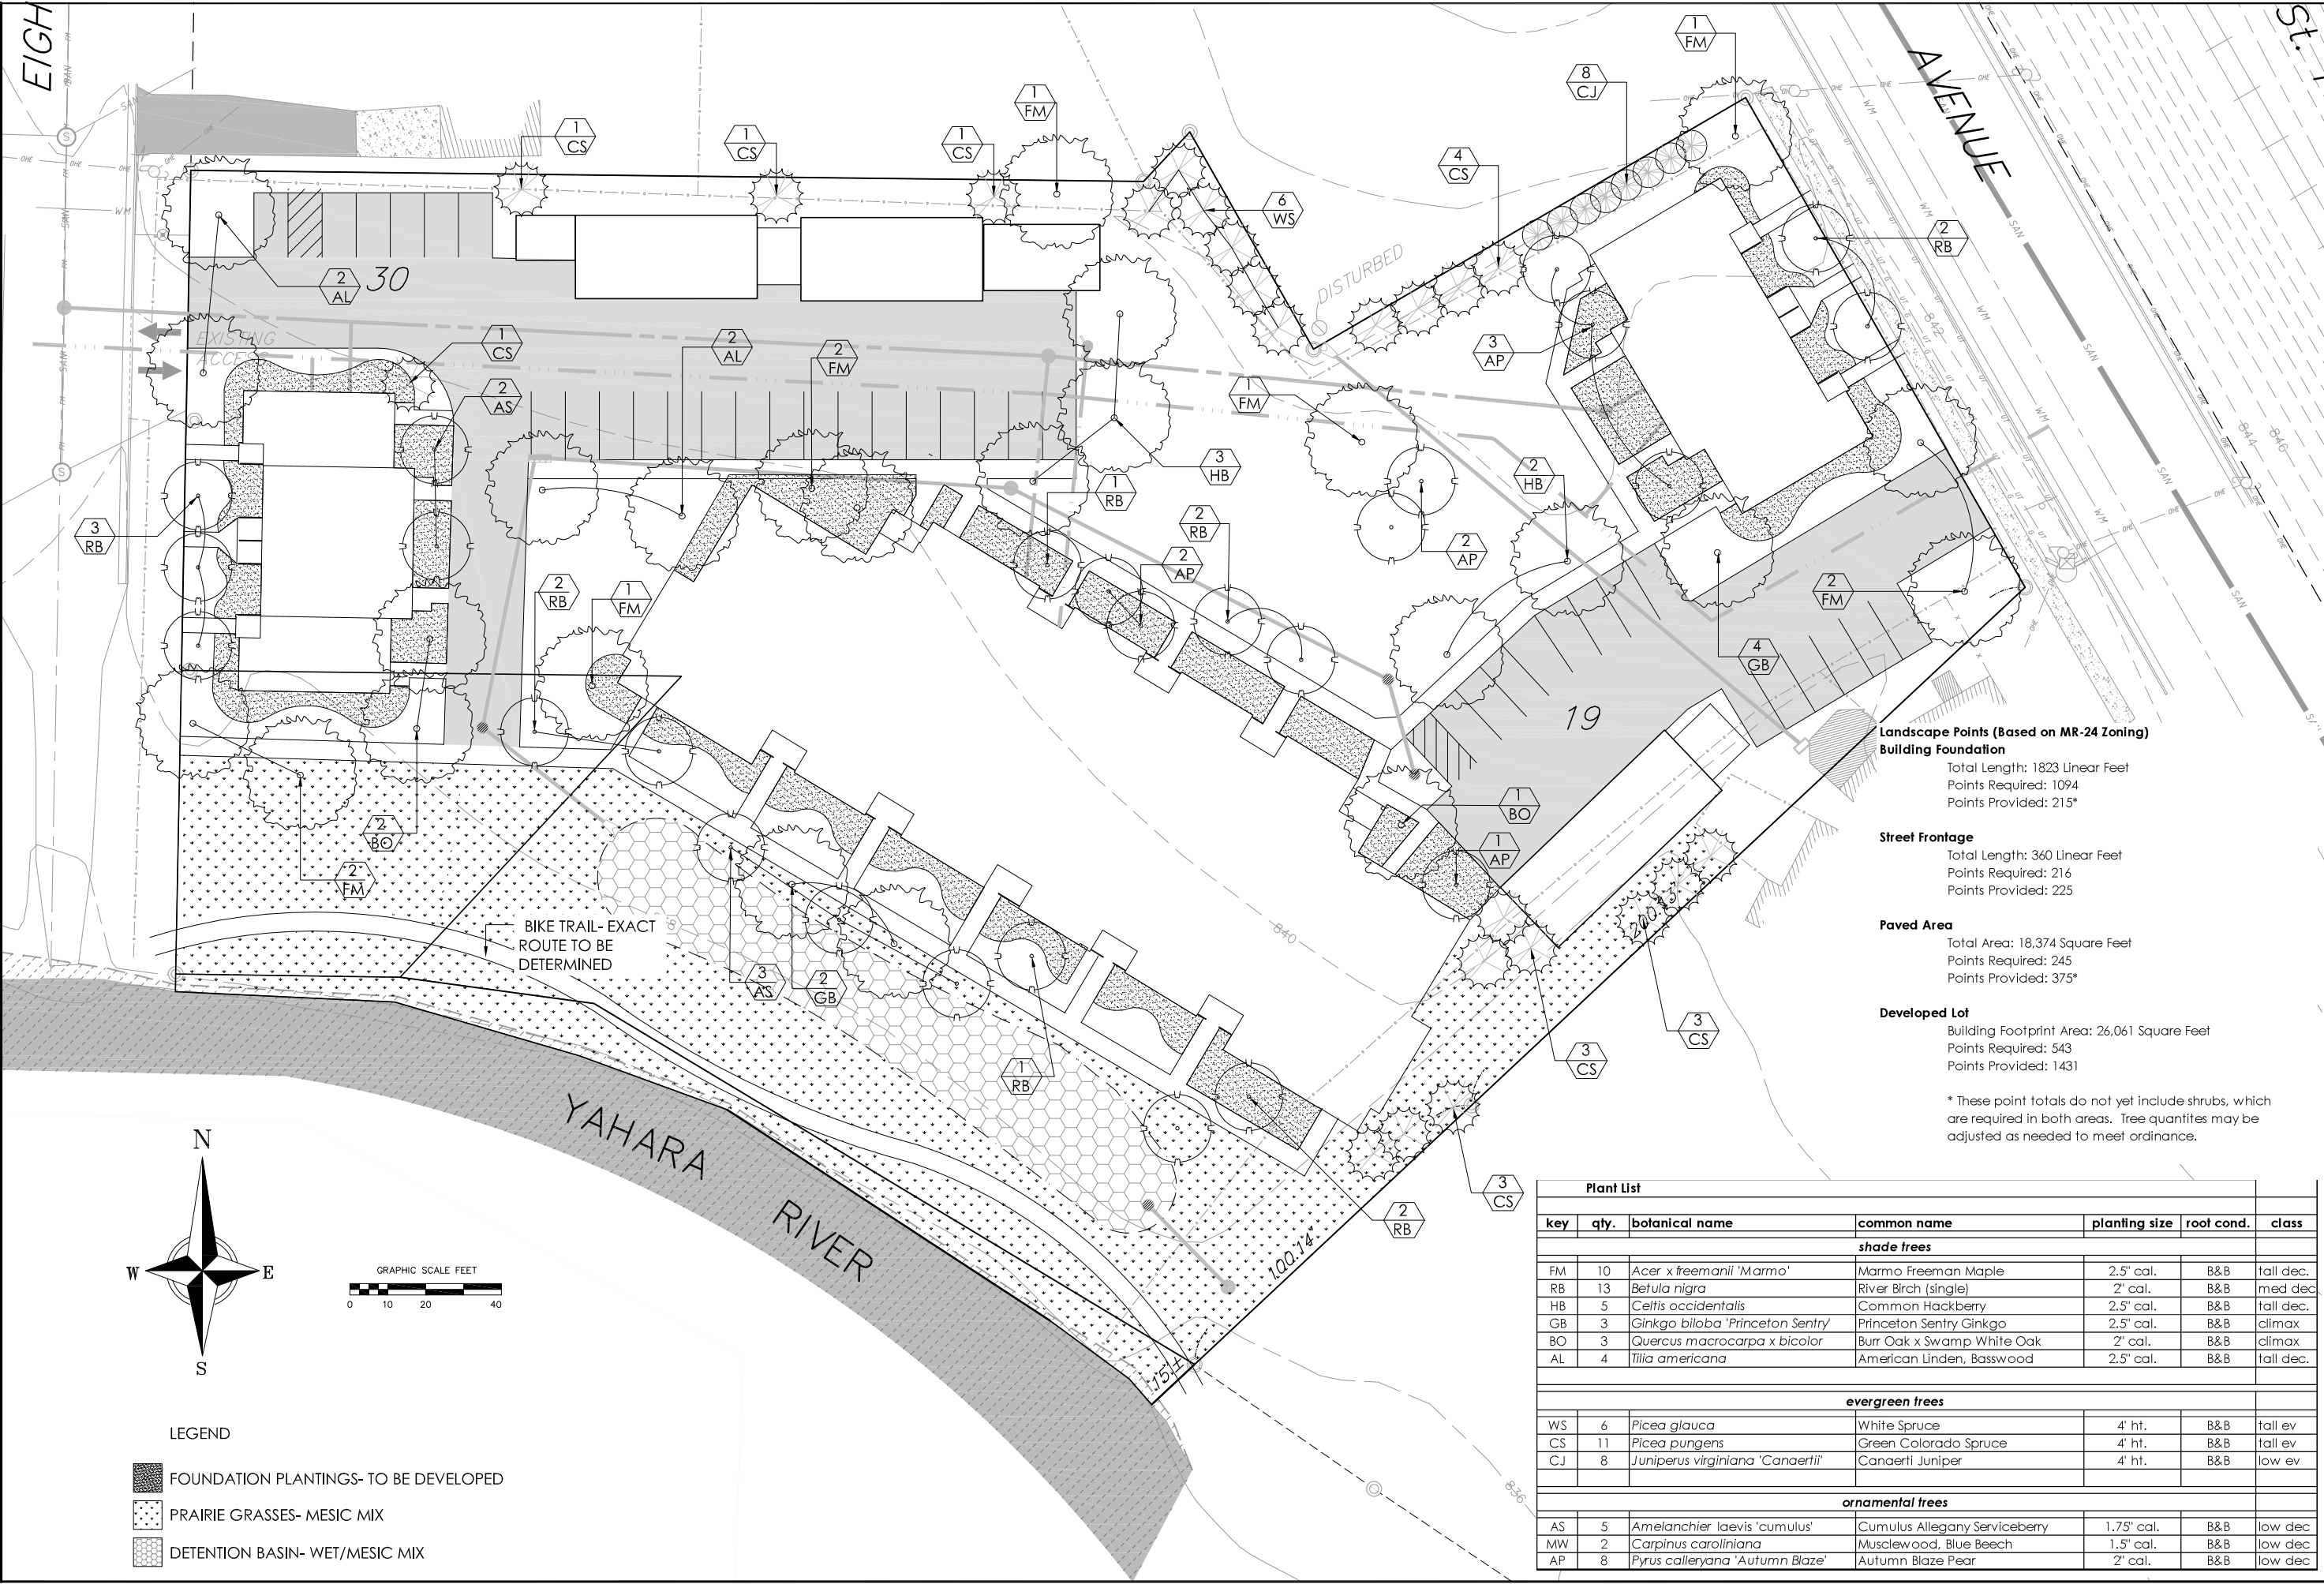 EIGH
AVENUE
St.
1
FM
8
CJ
1
FM
1
CS
1
CS
1
CS
4
CS
6
WS
2
RB
DISTURBED
2
AL
30
EXISTING
ACCESS
1
CS
2
AL
2
FM
3
AP
2
AS
1
FM
842
844
846
3
HB
2
HB
1
RB
3
RB
2
RB
2
AP
2
AP
2
RB
1
FM
2
FM
4
GB
19
2
BO
2
FM
1
BO
1
AP
BIKE TRAIL- EXACT
ROUTE TO BE
DETERMINED
840
200.43'
3
AS
2
GB
1
RB
3
CS
3
CS
3
CS
2
RB
100.14'
15'±
836
YAHARA
RIVER
SAN
SAN
SAN
SAN
OHE
OHE
OHE
WM
WM
WM
WM
UT
UT
FM
S
S
Landscape Points (Based on MR-24 Zoning)
Building Foundation
Total Length: 1823 Linear Feet
Points Required: 1094
Points Provided: 215*
Street Frontage
Total Length: 360 Linear Feet
Points Required: 216
Points Provided: 225
Paved Area
Total Area: 18,374 Square Feet
Points Required: 245
Points Provided: 375*
Developed Lot
Building Footprint Area: 26,061 Square Feet
Points Required: 543
Points Provided: 1431
* These point totals do not yet include shrubs, which
are required in both areas. Tree quantites may be
adjusted as needed to meet ordinance.
N
W E
S
GRAPHIC SCALE FEET
0 10 20 40
LEGEND
FOUNDATION PLANTINGS- TO BE DEVELOPED
PRAIRIE GRASSES- MESIC MIX
DETENTION BASIN- WET/MESIC MIX
Plant List
key qty. botanical name common name planting size root cond. class
shade trees
FM 10 Acer x freemanii 'Marmo' Marmo Freeman Maple 2.5" cal. B&B tall dec.
RB 13 Betula nigra River Birch (single) 2" cal. B&B med dec
HB 5 Celtis occidentalis Common Hackberry 2.5" cal. B&B tall dec.
GB 3 Ginkgo biloba 'Princeton Sentry' Princeton Sentry Ginkgo 2.5" cal. B&B climax
BO 3 Quercus macrocarpa x bicolor Burr Oak x Swamp White Oak 2" cal. B&B climax
AL 4 Tilia americana American Linden, Basswood 2.5" cal. B&B tall dec.
evergreen trees
WS 6 Picea glauca White Spruce 4' ht. B&B tall ev
CS 11 Picea pungens Green Colorado Spruce 4' ht. B&B tall ev
CJ 8 Juniperus virginiana 'Canaertii' Canaerti Juniper 4' ht. B&B low ev
ornamental trees
AS 5 Amelanchier laevis 'cumulus' Cumulus Allegany Serviceberry 1.75" cal. B&B low dec
MW 2 Carpinus caroliniana Musclewood, Blue Beech 1.5" cal. B&B low dec
AP 8 Pyrus calleryana 'Autumn Blaze' Autumn Blaze Pear 2" cal. B&B low dec